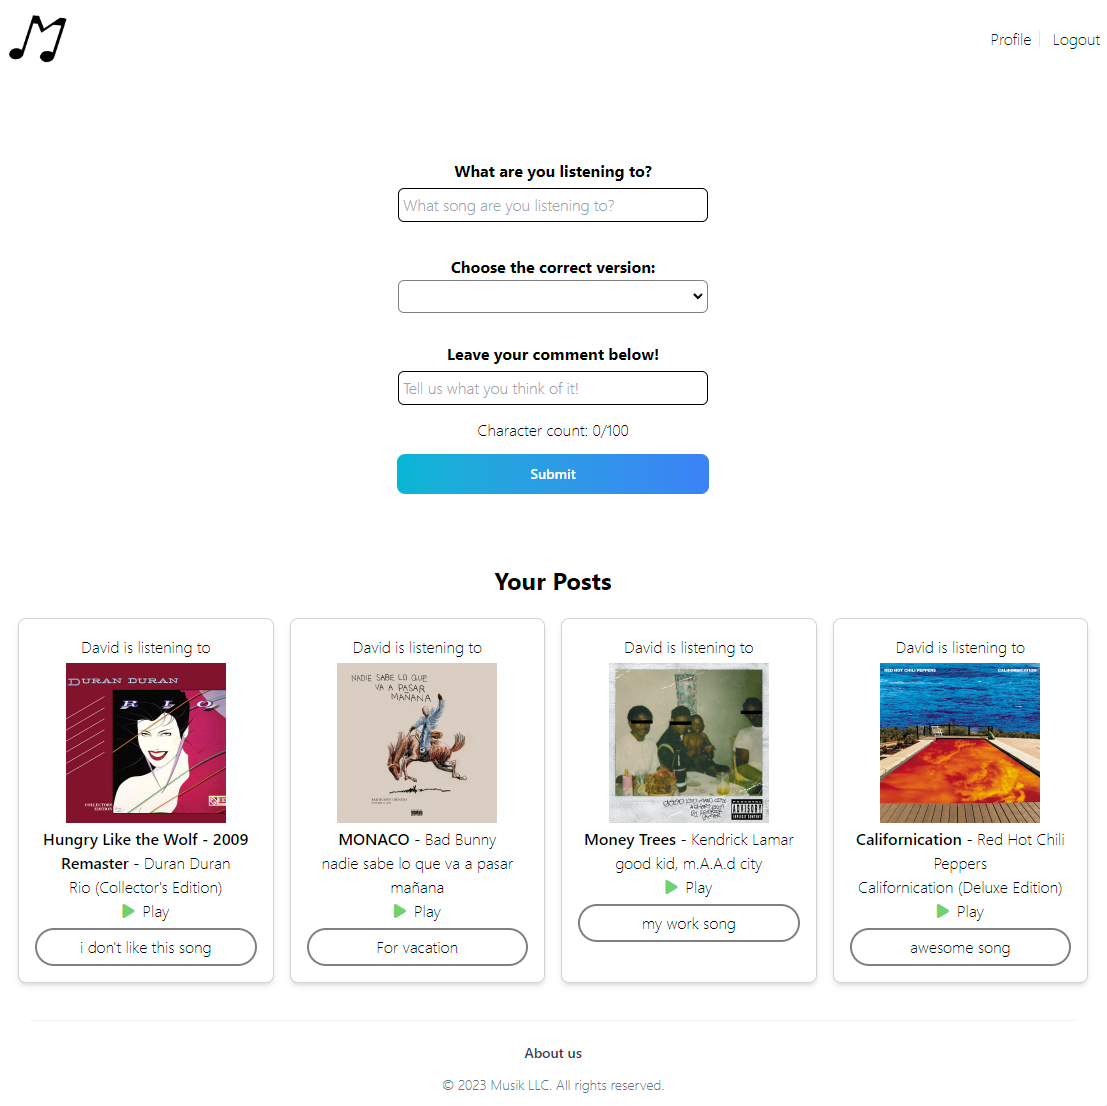 Profile
Logout
What are you listening to?
What song are you listening to?
Choose the correct version:
Leave your comment below!
Tell us what you think of it!
Character count: 0/100
Submit
Your Posts
David is listening to
DURAN DURAN
RIO
COLLECTORS
EDITION
Hungry Like the Wolf - 2009
Remaster - Duran Duran
Rio (Collector's Edition)
Play
i don't like this song
David is listening to
NADIE SABE LO QUE
VA A PASAR
MAÑANA
MONACO - Bad Bunny
nadie sabe lo que va a pasar
mañana
Play
For vacation
David is listening to
PARENTAL
ADVISORY
EXPLICIT CONTENT
Money Trees - Kendrick Lamar
good kid, m.A.A.d city
Play
my work song
David is listening to
RED HOT CHILI PEPPERS
CALIFORNICATION
Californication - Red Hot Chili
Peppers
Californication (Deluxe Edition)
Play
awesome song
About us
© 2023 Musik LLC. All rights reserved.